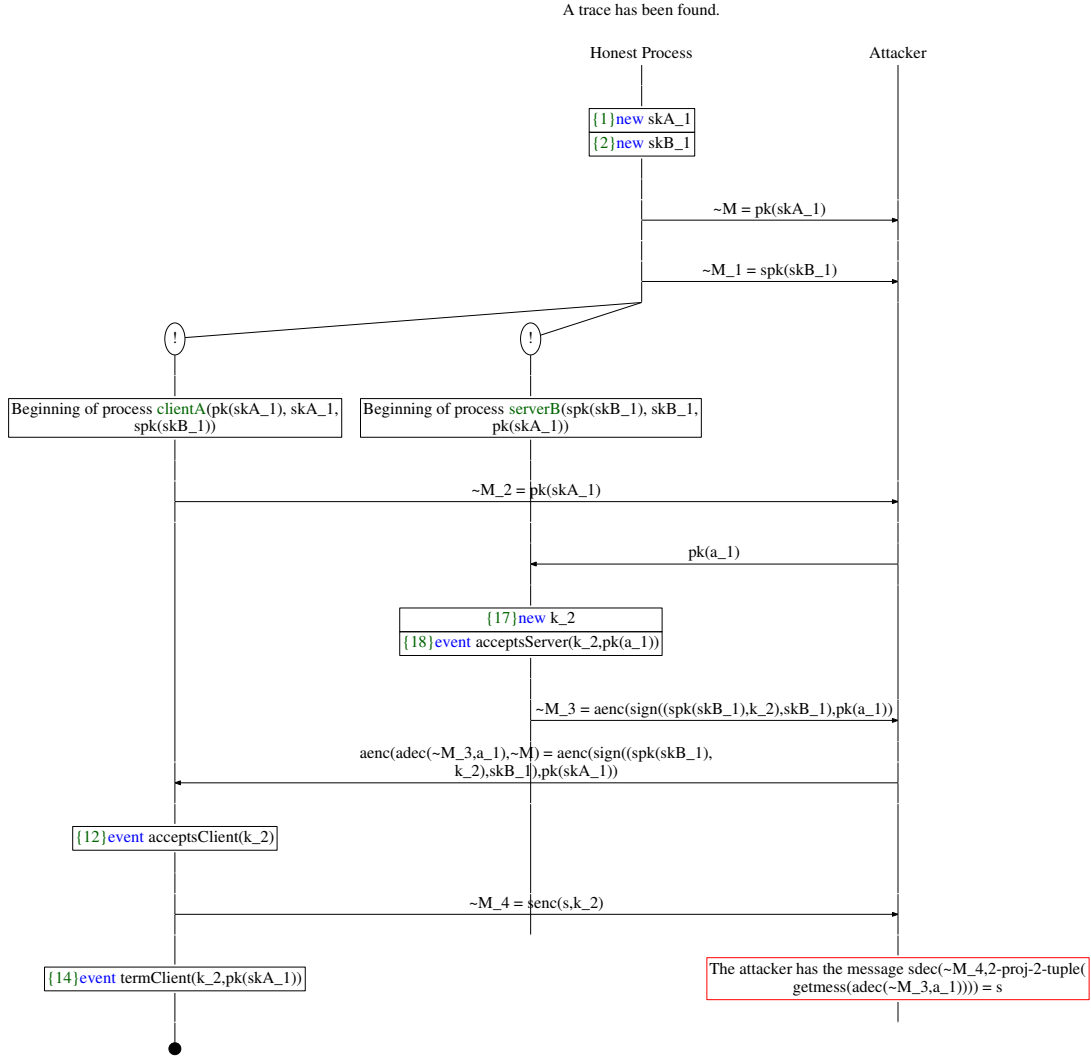 A trace has been found.
Honest Process
Attacker
{1}new skA_1
{2}new skB_1
~M = pk(skA_1)
~M_1 = spk(skB_1)
!
!
Beginning of process clientA(pk(skA_1), skA_1,
spk(skB_1))
Beginning of process serverB(spk(skB_1), skB_1,
pk(skA_1))
~M_2 = pk(skA_1)
pk(a_1)
{17}new k_2
{18}event acceptsServer(k_2,pk(a_1))
~M_3 = aenc(sign((spk(skB_1),k_2),skB_1),pk(a_1))
aenc(adec(~M_3,a_1),~M) = aenc(sign((spk(skB_1),
k_2),skB_1),pk(skA_1))
{12}event acceptsClient(k_2)
~M_4 = senc(s,k_2)
{14}event termClient(k_2,pk(skA_1))
The attacker has the message sdec(~M_4,2-proj-2-tuple(
getmess(adec(~M_3,a_1)))) = s